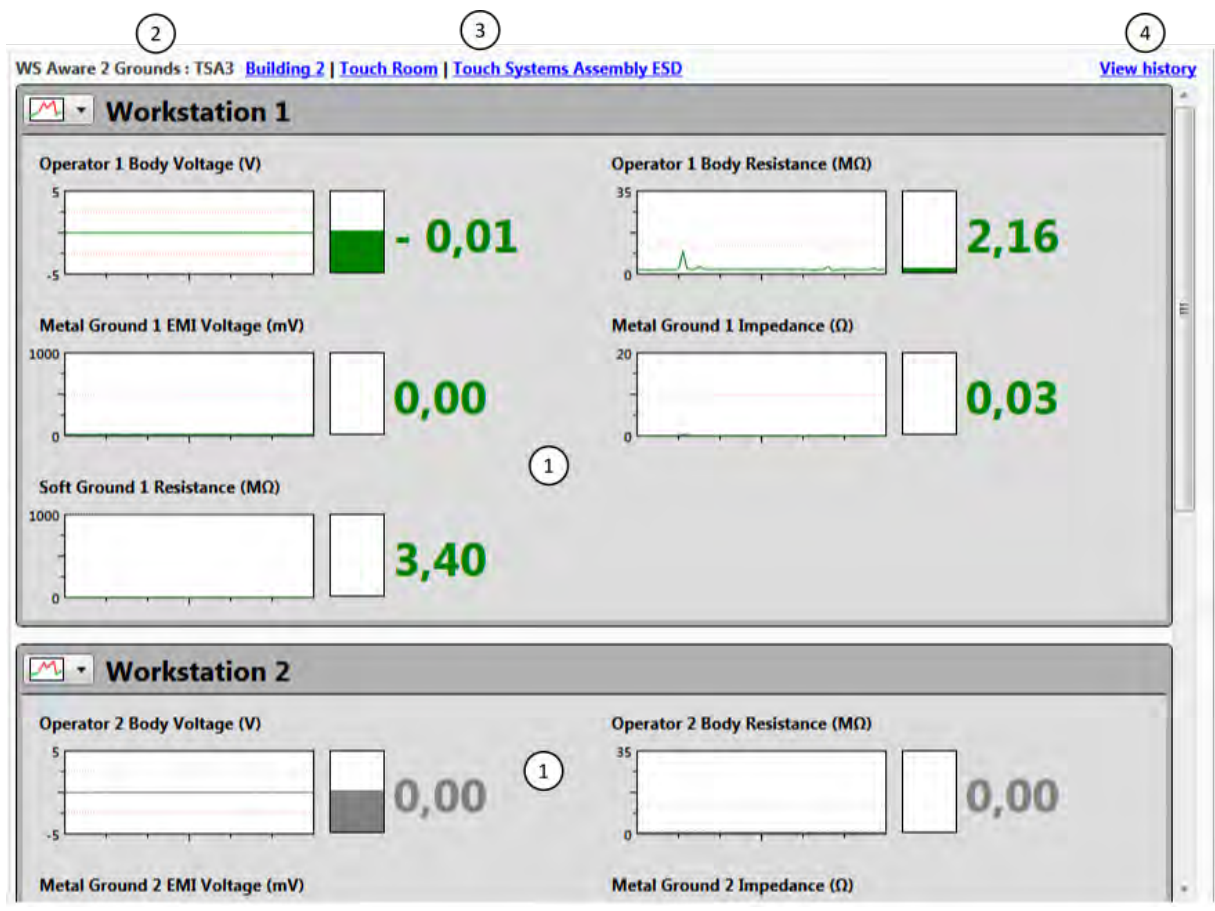 2 3 4
WS Aware 2 Grounds : TSA3 Building 2 | Touch Room | Touch Systems Assembly ESD View history
Workstation 1
Operator 1 Body Voltage (V) Operator 1 Body Resistance (MΩ)
5 35
- 0,01 2,16
-5 0
Metal Ground 1 EMI Voltage (mV) Metal Ground 1 Impedance (Ω)
1000 20
0,00 0,03
0 0
1
Soft Ground 1 Resistance (MΩ)
1000
3,40
0
Workstation 2
Operator 2 Body Voltage (V) Operator 2 Body Resistance (MΩ)
5 35
1
0,00 0,00
-5 0
Metal Ground 2 EMI Voltage (mV) Metal Ground 2 Impedance (Ω)